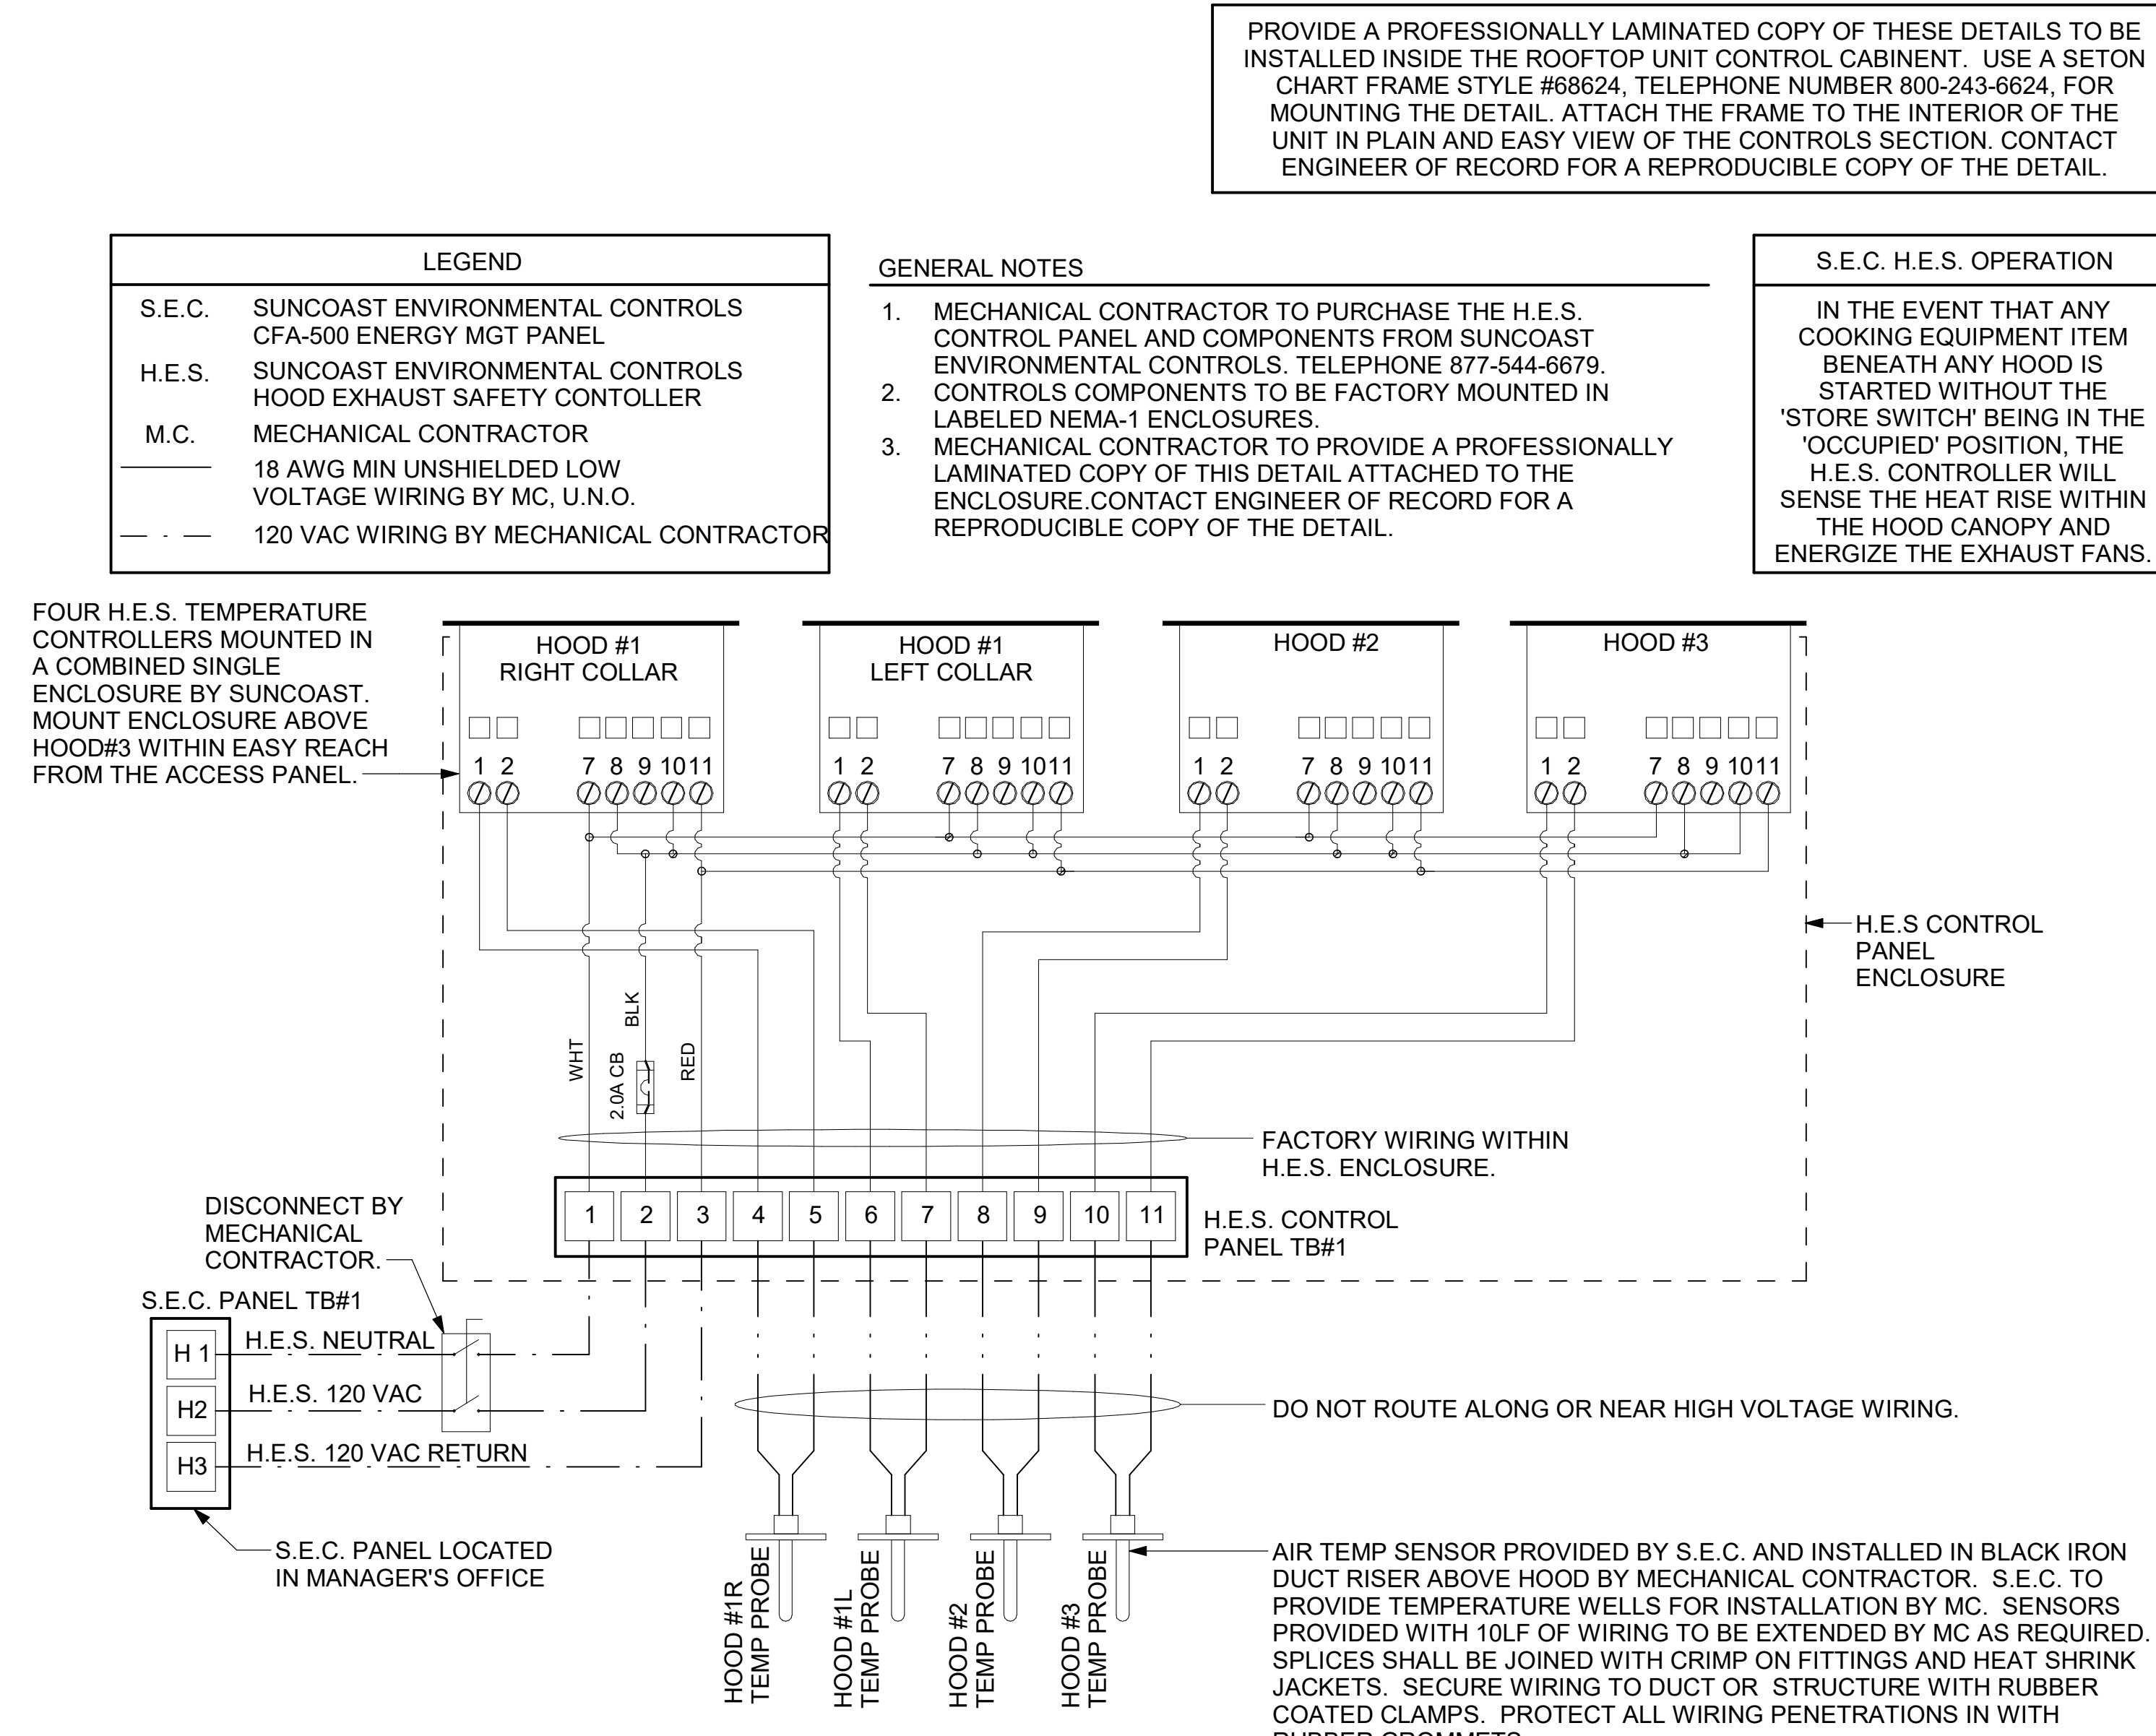 PROVIDE A PROFESSIONALLY LAMINATED COPY OF THESE DETAILS TO BE
INSTALLED INSIDE THE ROOFTOP UNIT CONTROL CABINENT. USE A SETON
CHART FRAME STYLE #68624, TELEPHONE NUMBER 800-243-6624, FOR
MOUNTING THE DETAIL. ATTACH THE FRAME TO THE INTERIOR OF THE
UNIT IN PLAIN AND EASY VIEW OF THE CONTROLS SECTION. CONTACT
ENGINEER OF RECORD FOR A REPRODUCIBLE COPY OF THE DETAIL.
LEGEND
S.E.C. SUNCOAST ENVIRONMENTAL CONTROLS
CFA-500 ENERGY MGT PANEL
H.E.S. SUNCOAST ENVIRONMENTAL CONTROLS
HOOD EXHAUST SAFETY CONTOLLER
M.C. MECHANICAL CONTRACTOR
18 AWG MIN UNSHIELDED LOW
VOLTAGE WIRING BY MC, U.N.O.
120 VAC WIRING BY MECHANICAL CONTRACTOR
GENERAL NOTES
1. MECHANICAL CONTRACTOR TO PURCHASE THE H.E.S.
CONTROL PANEL AND COMPONENTS FROM SUNCOAST
ENVIRONMENTAL CONTROLS. TELEPHONE 877-544-6679.
2. CONTROLS COMPONENTS TO BE FACTORY MOUNTED IN
LABELED NEMA-1 ENCLOSURES.
3. MECHANICAL CONTRACTOR TO PROVIDE A PROFESSIONALLY
LAMINATED COPY OF THIS DETAIL ATTACHED TO THE
ENCLOSURE.CONTACT ENGINEER OF RECORD FOR A
REPRODUCIBLE COPY OF THE DETAIL.
S.E.C. H.E.S. OPERATION
IN THE EVENT THAT ANY
COOKING EQUIPMENT ITEM
BENEATH ANY HOOD IS
STARTED WITHOUT THE
'STORE SWITCH' BEING IN THE
'OCCUPIED' POSITION, THE
H.E.S. CONTROLLER WILL
SENSE THE HEAT RISE WITHIN
THE HOOD CANOPY AND
ENERGIZE THE EXHAUST FANS.
FOUR H.E.S. TEMPERATURE
CONTROLLERS MOUNTED IN
A COMBINED SINGLE
ENCLOSURE BY SUNCOAST.
MOUNT ENCLOSURE ABOVE
HOOD#3 WITHIN EASY REACH
FROM THE ACCESS PANEL.
HOOD #1
RIGHT COLLAR
1 2 7 8 9 10 11
HOOD #1
LEFT COLLAR
1 2 7 8 9 10 11
HOOD #2
1 2 7 8 9 10 11
HOOD #3
1 2 7 8 9 10 11
H.E.S CONTROL
PANEL
ENCLOSURE
WHT
BLK
2.0A CB
RED
FACTORY WIRING WITHIN
H.E.S. ENCLOSURE.
1 2 3 4 5 6 7 8 9 10 11
H.E.S. CONTROL
PANEL TB#1
DISCONNECT BY
MECHANICAL
CONTRACTOR.
S.E.C. PANEL TB#1
H 1 H.E.S. NEUTRAL
H2 H.E.S. 120 VAC
H3 H.E.S. 120 VAC RETURN
S.E.C. PANEL LOCATED
IN MANAGER'S OFFICE
DO NOT ROUTE ALONG OR NEAR HIGH VOLTAGE WIRING.
HOOD #1R
TEMP PROBE
HOOD #1L
TEMP PROBE
HOOD #2
TEMP PROBE
HOOD #3
TEMP PROBE
AIR TEMP SENSOR PROVIDED BY S.E.C. AND INSTALLED IN BLACK IRON
DUCT RISER ABOVE HOOD BY MECHANICAL CONTRACTOR. S.E.C. TO
PROVIDE TEMPERATURE WELLS FOR INSTALLATION BY MC. SENSORS
PROVIDED WITH 10LF OF WIRING TO BE EXTENDED BY MC AS REQUIRED.
SPLICES SHALL BE JOINED WITH CRIMP ON FITTINGS AND HEAT SHRINK
JACKETS. SECURE WIRING TO DUCT OR STRUCTURE WITH RUBBER
COATED CLAMPS. PROTECT ALL WIRING PENETRATIONS IN WITH